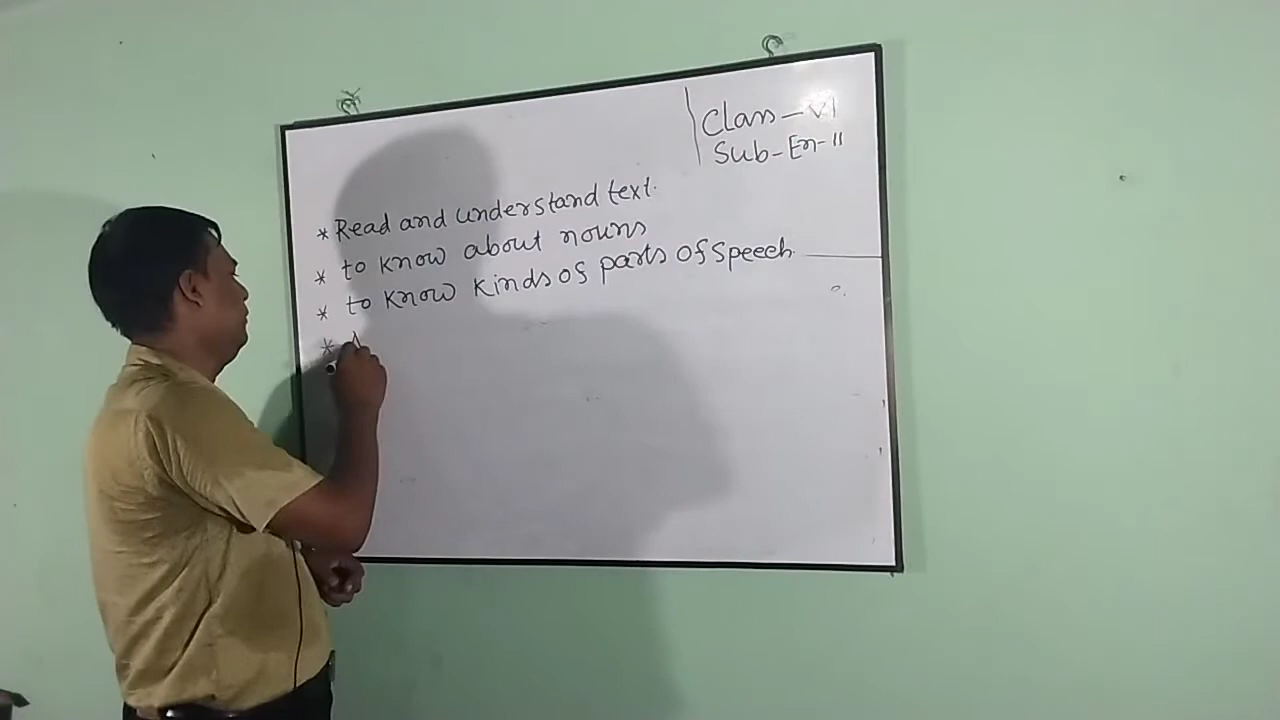 Class - VI
Sub - En - II
* Read and understand text.
* to know about nouns
* to know kinds os parts of speech.
*